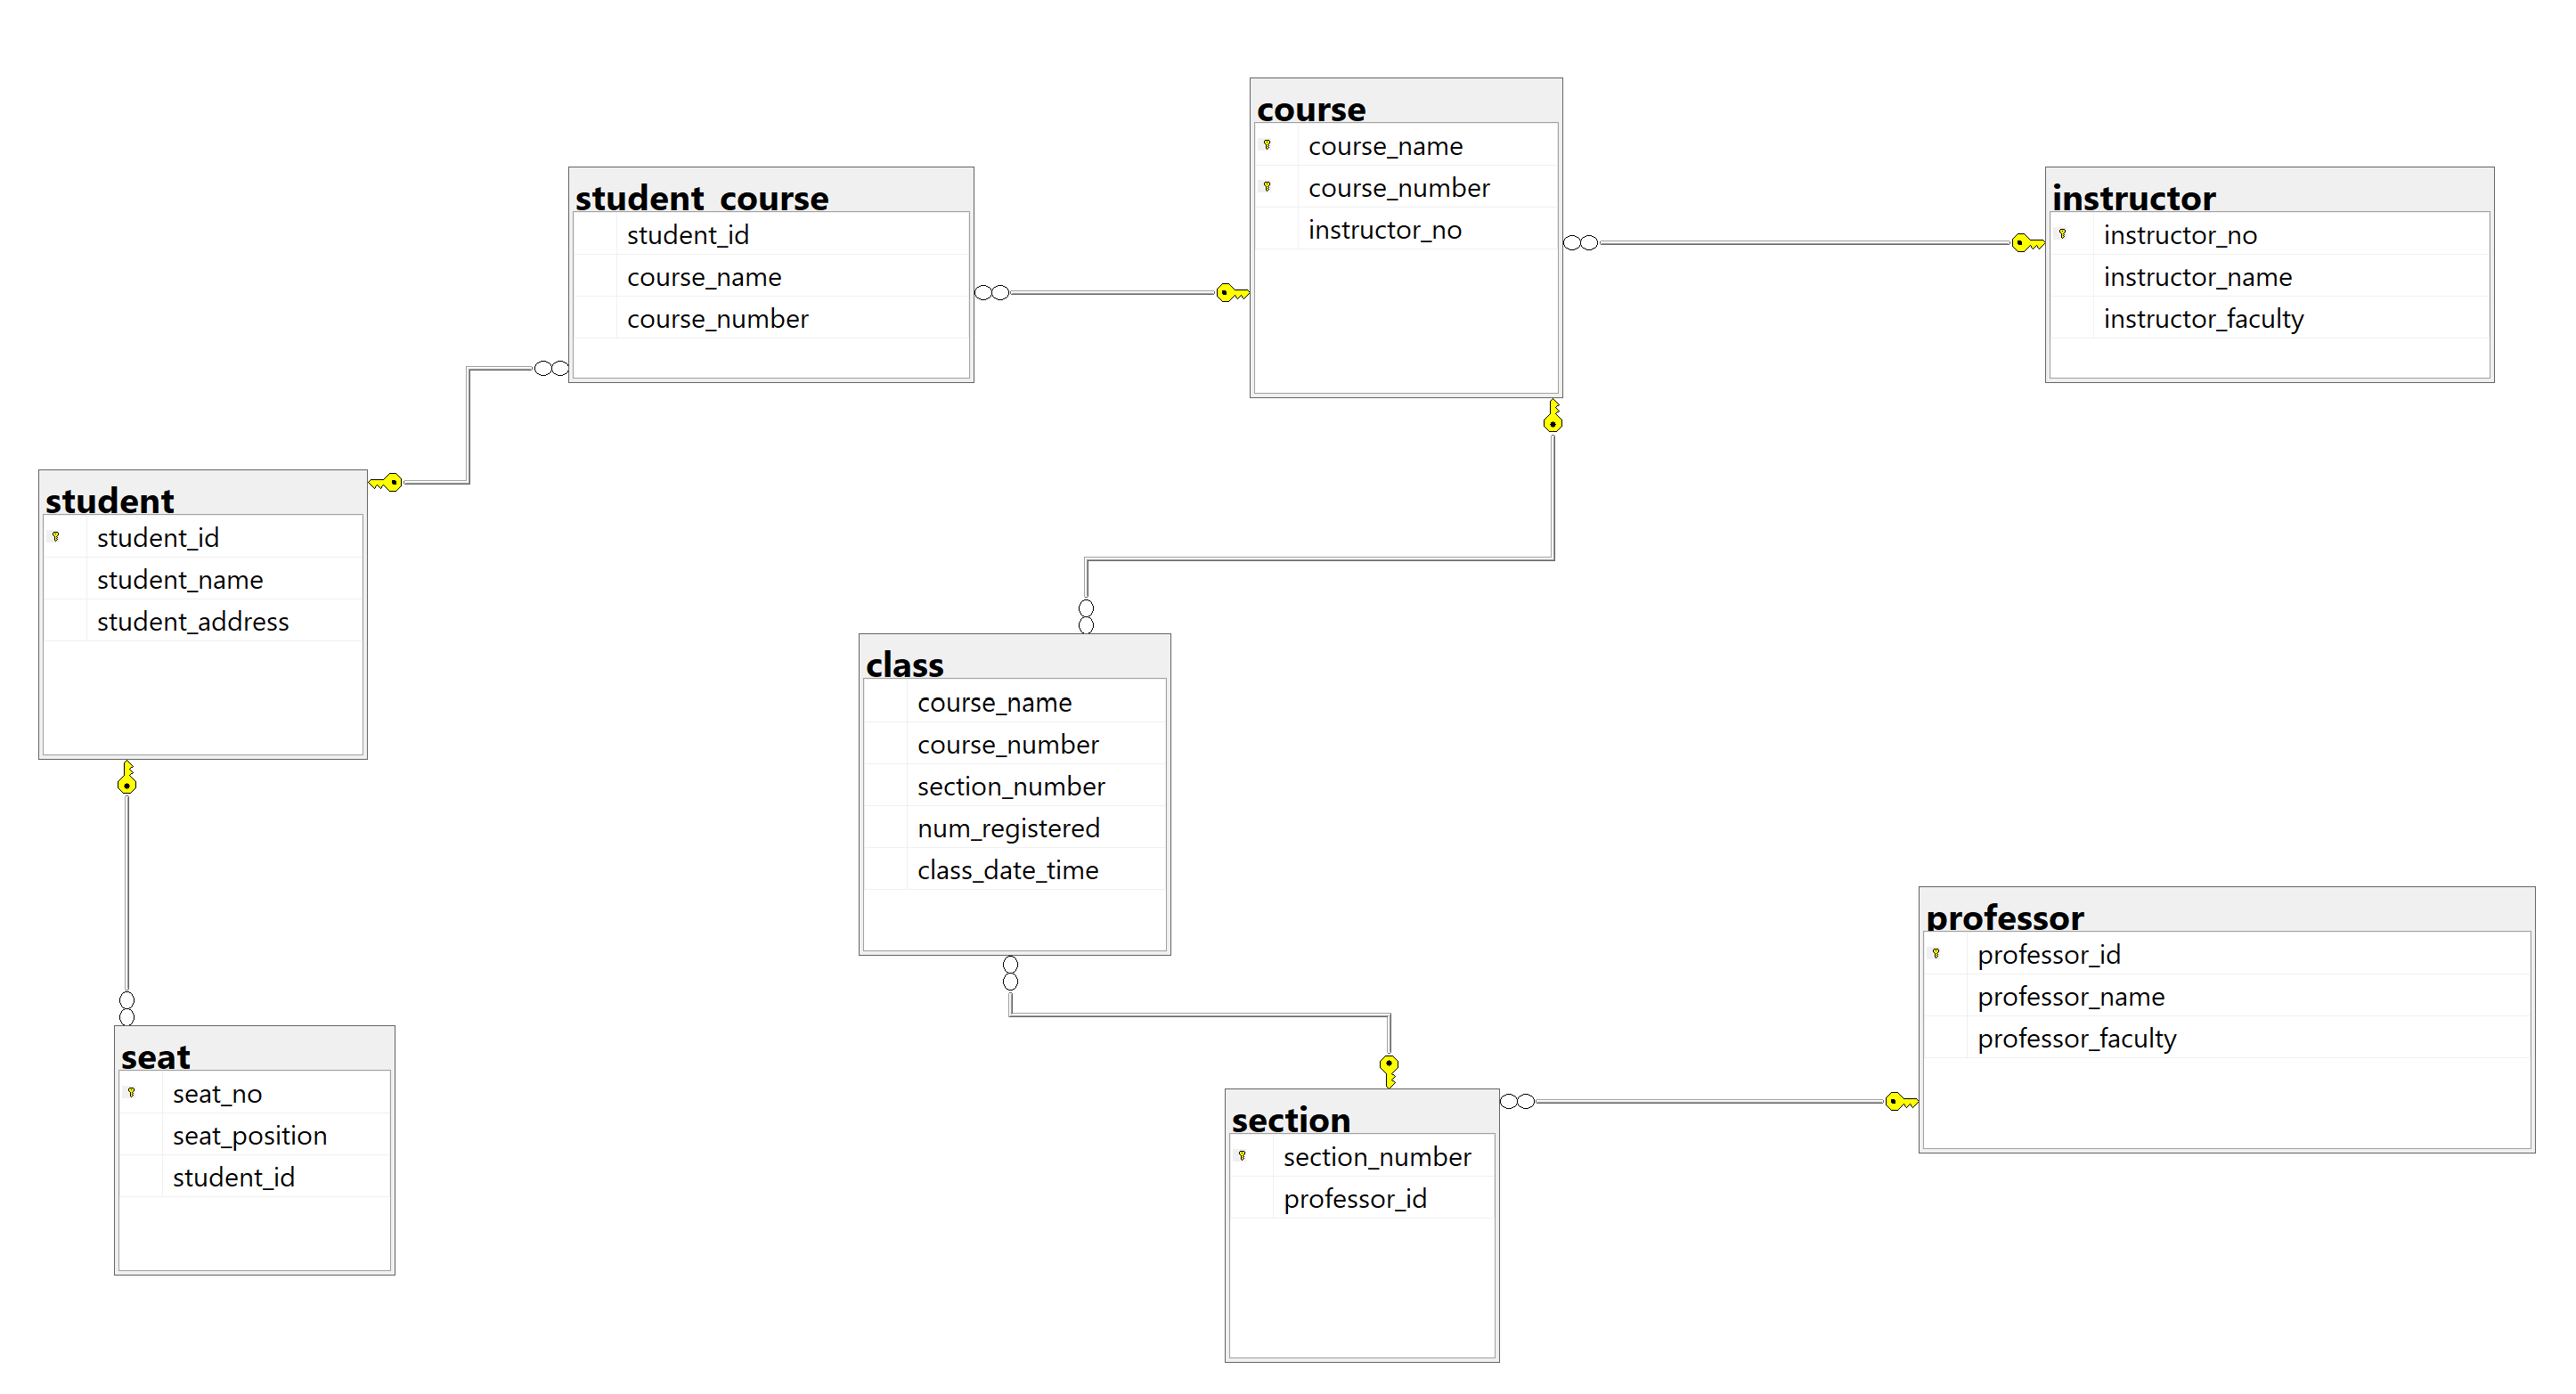 course
course_name
course_number
instructor_no
student_course
student_id
course_name
course_number
instructor
instructor_no
instructor_name
instructor_faculty
student
student_id
student_name
student_address
class
course_name
course_number
section_number
num_registered
class_date_time
professor
professor_id
professor_name
professor_faculty
seat
seat_no
seat_position
student_id
section
section_number
professor_id